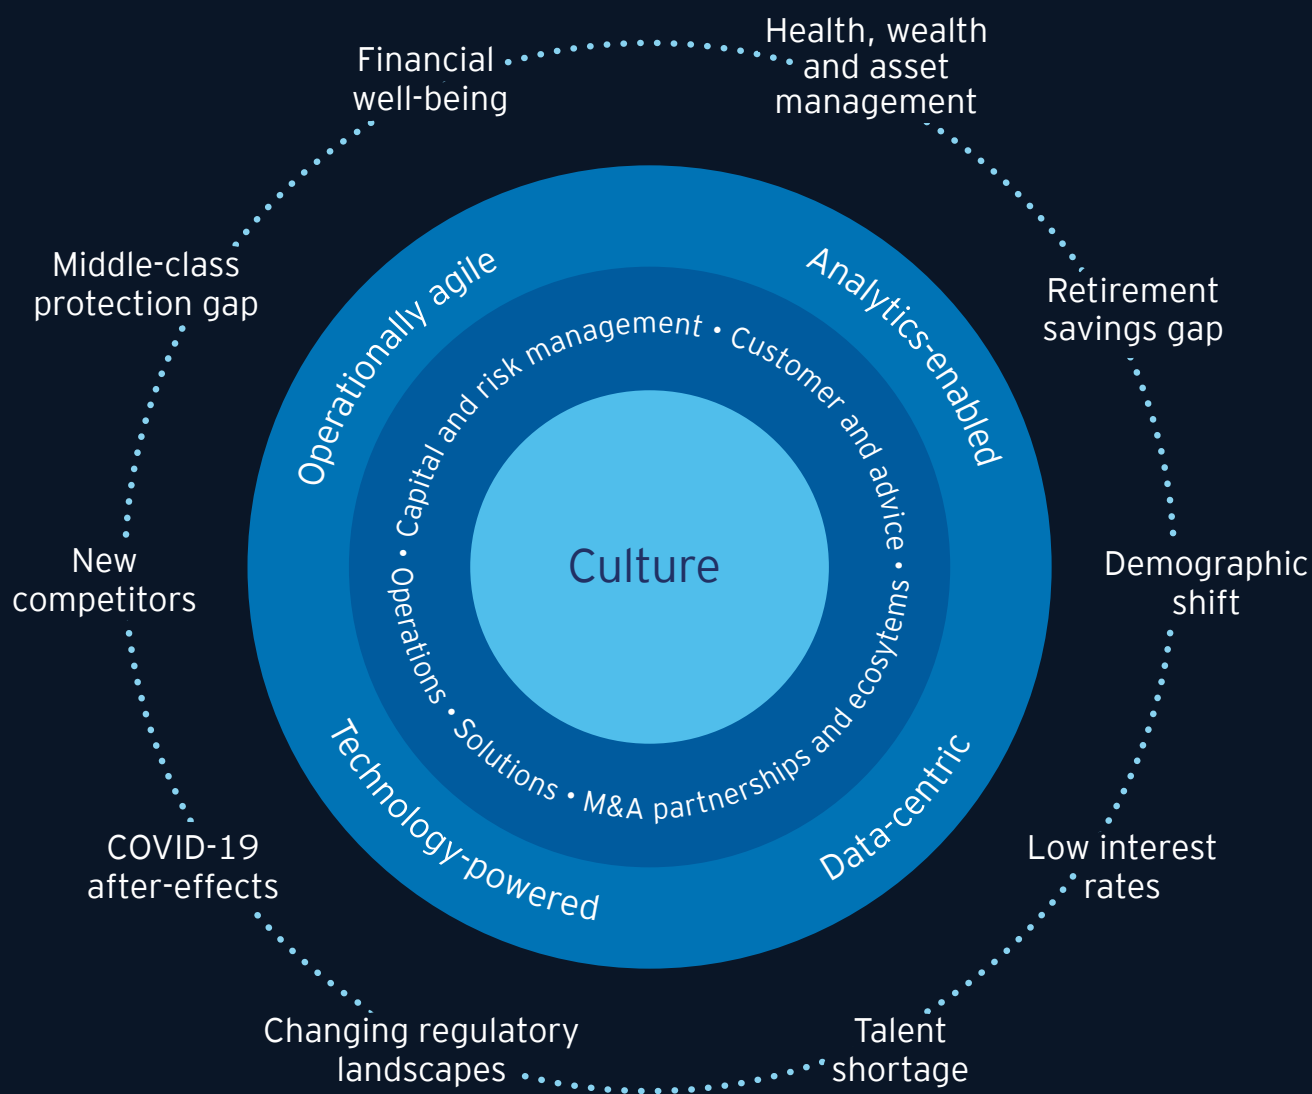 Financial
well-being
Health, wealth
and asset
management
Middle-class
protection gap
Retirement
savings gap
Operationally agile
Analytics-enabled
Capital and risk management • Customer and advice • M&A partnerships and ecosytems • Solutions • Operations •
Culture
New
competitors
Demographic
shift
Technology-powered
Data-centric
COVID-19
after-effects
Low interest
rates
Changing regulatory
landscapes
Talent
shortage